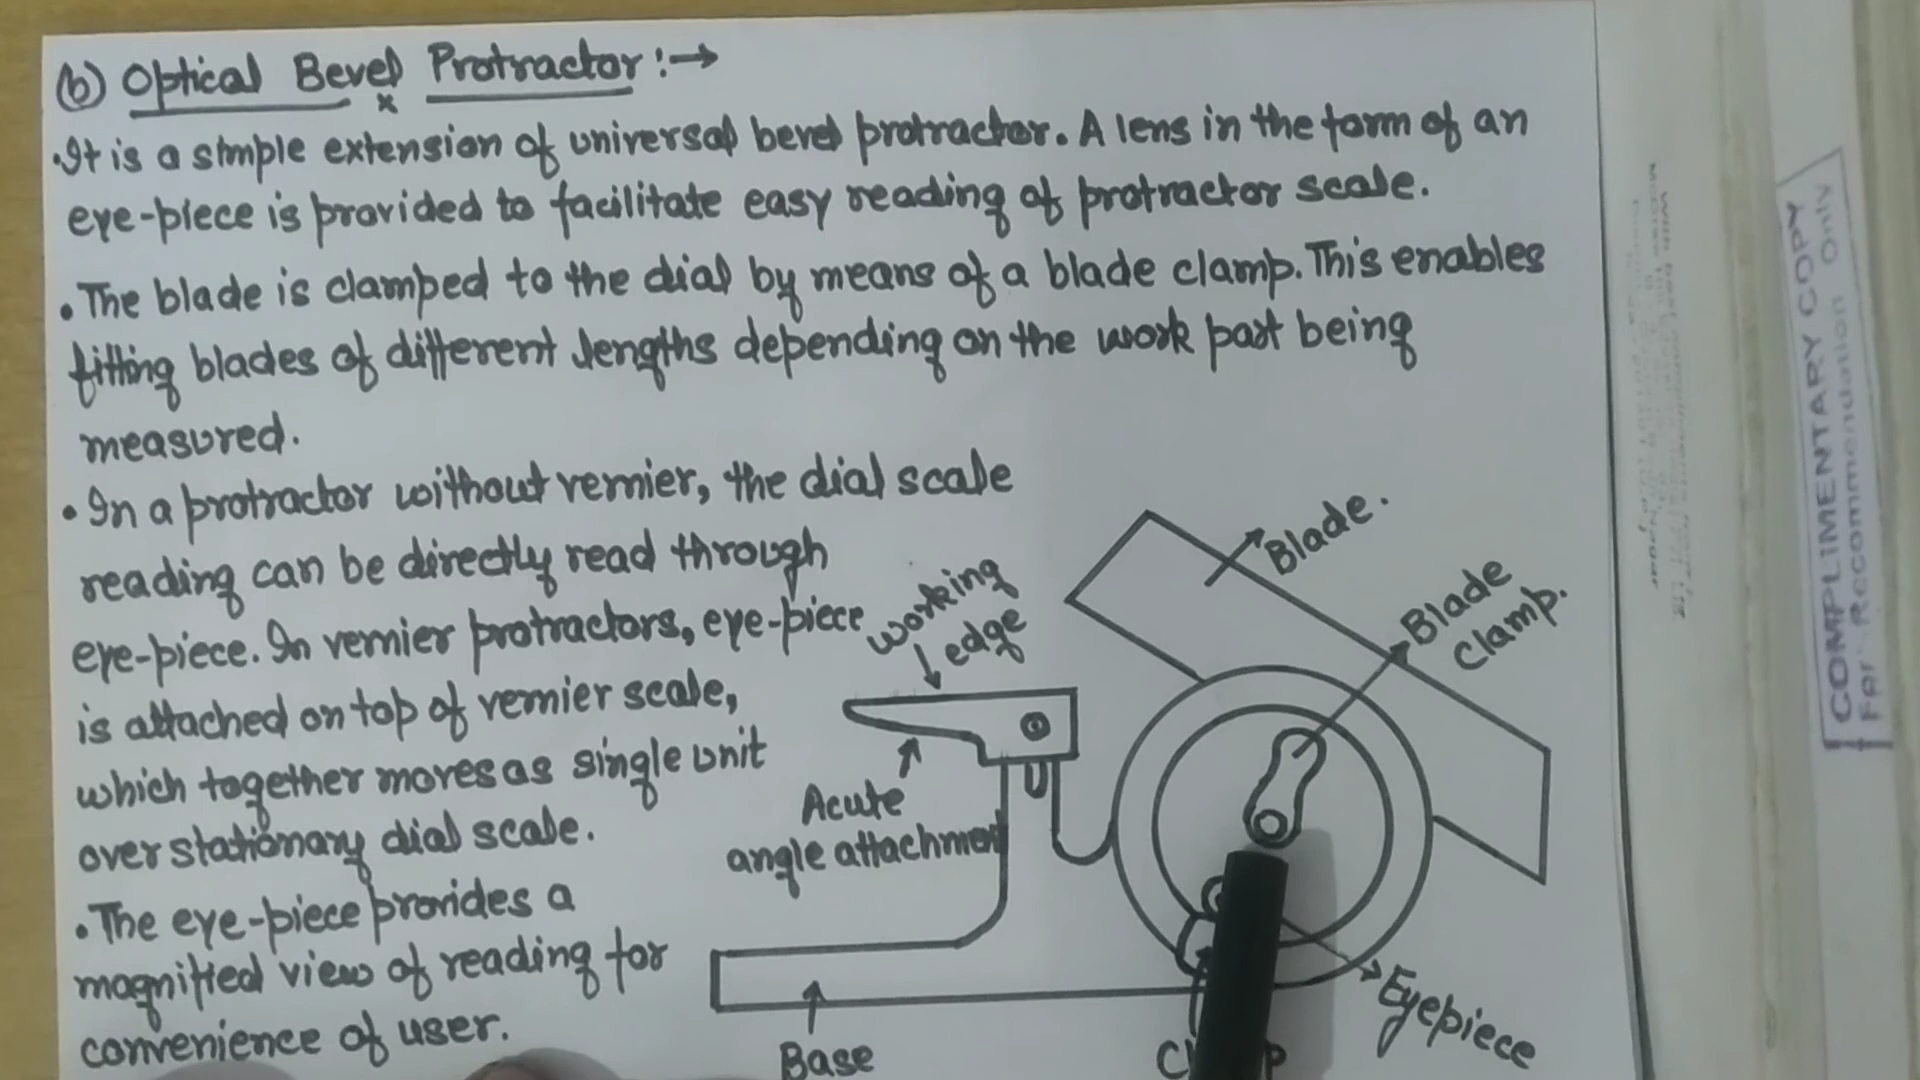 (b) Optical Bevel Protractor :→
•It is a simple extension of universal bevel protractor. A lens in the form of an
eye-piece is provided to facilitate easy reading of protractor scale.
•The blade is clamped to the dial by means of a blade clamp. This enables
fitting blades of different lengths depending on the work part being
measured.
•In a protractor without vernier, the dial scale
reading can be directly read through
eye-piece. In vernier protractors, eye-piece
is attached on top of vernier scale,
which together moves as single unit
over stationary dial scale.
•The eye-piece provides a
magnified view of reading for
convenience of user.
Blade.
Blade
Clamp.
working
edge
Acute
angle attachment
Eyepiece
Base
COMPLIMENTARY COPY
For Recommendation Only